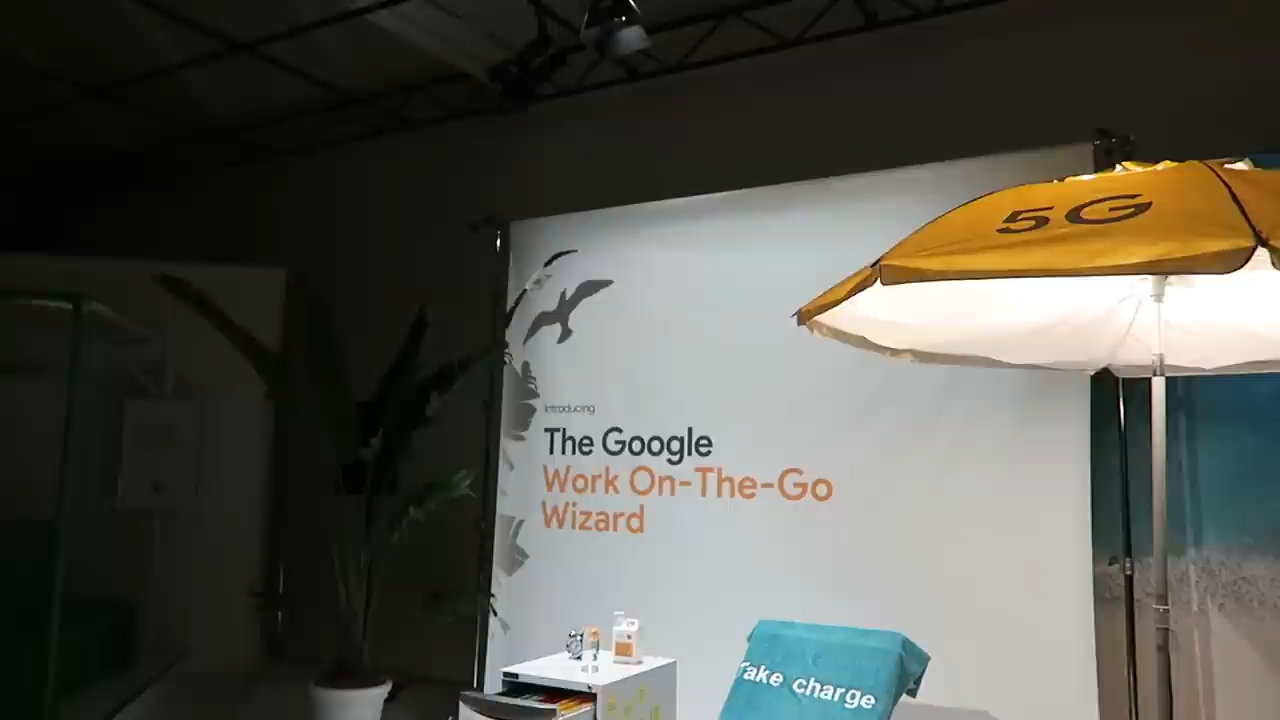 5G
Introducing
The Google
Work On-The-Go
Wizard
Take charge